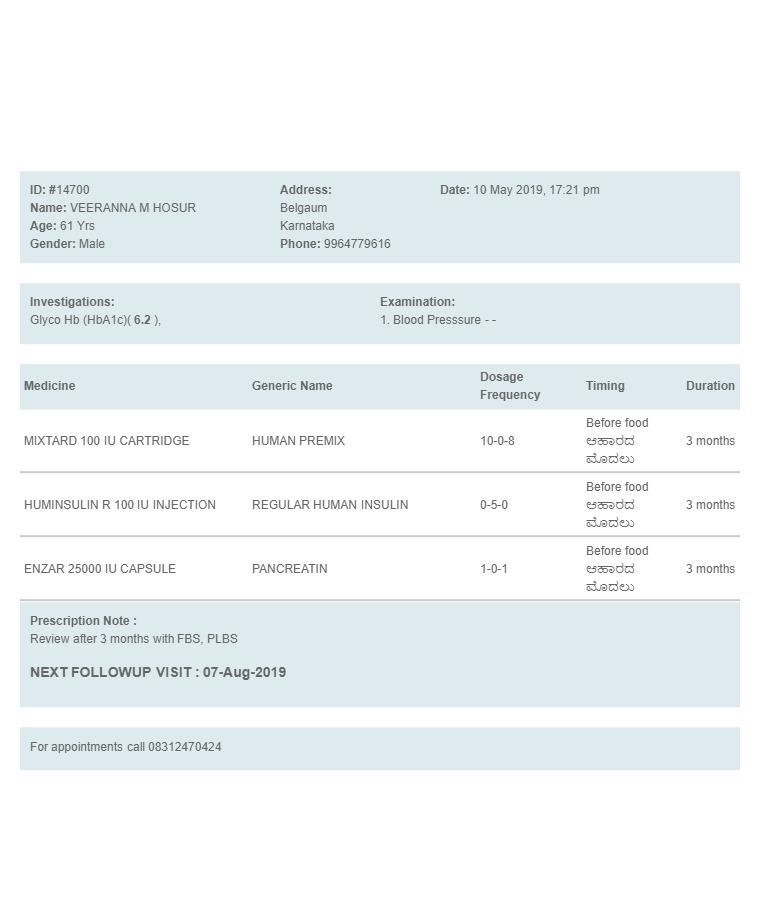 ID: #14700
Name: VEERANNA M HOSUR
Age: 61 Yrs
Gender: Male
Address:
Belgaum
Karnataka
Phone: 9964779616
Date: 10 May 2019, 17:21 pm
Investigations:
Glyco Hb (HbA1c)( 6.2 ),
Examination:
1. Blood Presssure - -
Medicine Generic Name Dosage Frequency Timing Duration
MIXTARD 100 IU CARTRIDGE HUMAN PREMIX 10-0-8 Before food 3 months
ಆಹಾರದ
ಮೊದಲು
HUMINSULIN R 100 IU INJECTION REGULAR HUMAN INSULIN 0-5-0 Before food 3 months
ಆಹಾರದ
ಮೊದಲು
ENZAR 25000 IU CAPSULE PANCREATIN 1-0-1 Before food 3 months
ಆಹಾರದ
ಮೊದಲು
Prescription Note :
Review after 3 months with FBS, PLBS
NEXT FOLLOWUP VISIT : 07-Aug-2019
For appointments call 08312470424